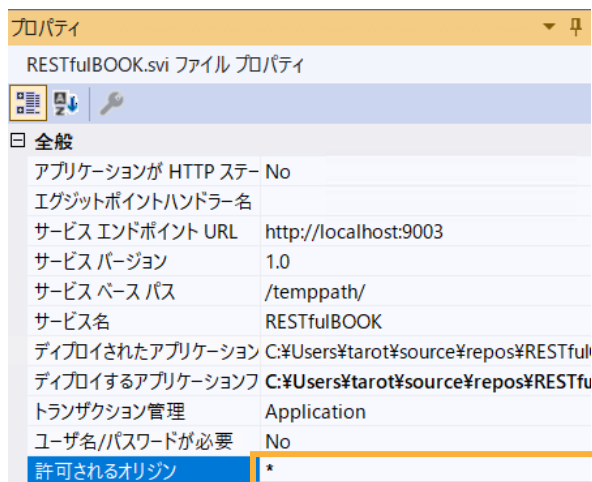 プロパティ
RESTfulBOOK.svi ファイル プロパティ
全般
アプリケーションが HTTP ステー No
エグジットポイントハンドラー名
サービス エンドポイント URL http://localhost:9003
サービス バージョン 1.0
サービス ベース パス /temppath/
サービス名 RESTfulBOOK
ディプロイされたアプリケーション C:¥Users¥tarot¥source¥repos¥RESTful
ディプロイするアプリケーションフ C:¥Users¥tarot¥source¥repos¥RESTfu
トランザクション管理 Application
ユーザ名/パスワードが必要 No
許可されるオリジン *